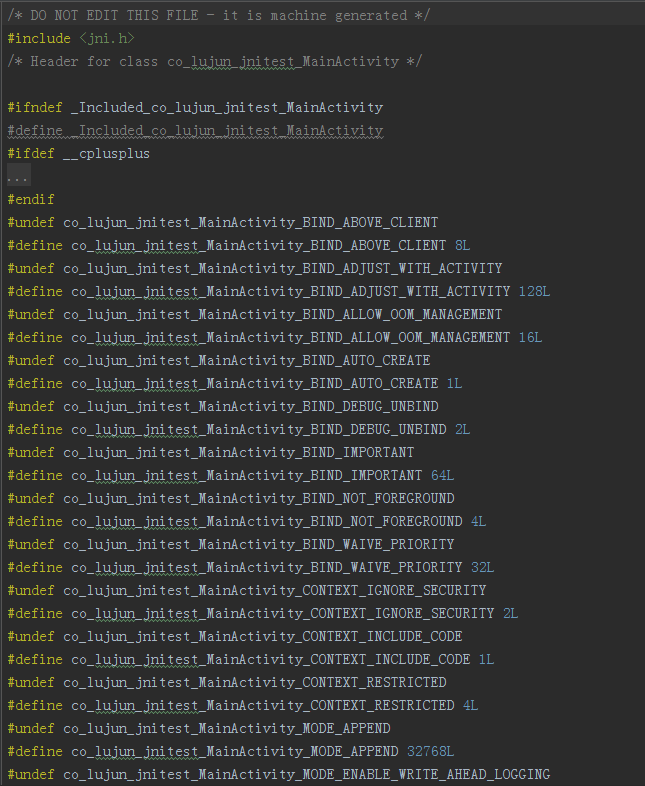 /* DO NOT EDIT THIS FILE - it is machine generated */
#include <jni.h>
/* Header for class co_lujun_jnitest_MainActivity */

#ifndef _Included_co_lujun_jnitest_MainActivity
#define _Included_co_lujun_jnitest_MainActivity
#ifdef __cplusplus
...
#endif
#undef co_lujun_jnitest_MainActivity_BIND_ABOVE_CLIENT
#define co_lujun_jnitest_MainActivity_BIND_ABOVE_CLIENT 8L
#undef co_lujun_jnitest_MainActivity_BIND_ADJUST_WITH_ACTIVITY
#define co_lujun_jnitest_MainActivity_BIND_ADJUST_WITH_ACTIVITY 128L
#undef co_lujun_jnitest_MainActivity_BIND_ALLOW_OOM_MANAGEMENT
#define co_lujun_jnitest_MainActivity_BIND_ALLOW_OOM_MANAGEMENT 16L
#undef co_lujun_jnitest_MainActivity_BIND_AUTO_CREATE
#define co_lujun_jnitest_MainActivity_BIND_AUTO_CREATE 1L
#undef co_lujun_jnitest_MainActivity_BIND_DEBUG_UNBIND
#define co_lujun_jnitest_MainActivity_BIND_DEBUG_UNBIND 2L
#undef co_lujun_jnitest_MainActivity_BIND_IMPORTANT
#define co_lujun_jnitest_MainActivity_BIND_IMPORTANT 64L
#undef co_lujun_jnitest_MainActivity_BIND_NOT_FOREGROUND
#define co_lujun_jnitest_MainActivity_BIND_NOT_FOREGROUND 4L
#undef co_lujun_jnitest_MainActivity_BIND_WAIVE_PRIORITY
#define co_lujun_jnitest_MainActivity_BIND_WAIVE_PRIORITY 32L
#undef co_lujun_jnitest_MainActivity_CONTEXT_IGNORE_SECURITY
#define co_lujun_jnitest_MainActivity_CONTEXT_IGNORE_SECURITY 2L
#undef co_lujun_jnitest_MainActivity_CONTEXT_INCLUDE_CODE
#define co_lujun_jnitest_MainActivity_CONTEXT_INCLUDE_CODE 1L
#undef co_lujun_jnitest_MainActivity_CONTEXT_RESTRICTED
#define co_lujun_jnitest_MainActivity_CONTEXT_RESTRICTED 4L
#undef co_lujun_jnitest_MainActivity_MODE_APPEND
#define co_lujun_jnitest_MainActivity_MODE_APPEND 32768L
#undef co_lujun_jnitest_MainActivity_MODE_ENABLE_WRITE_AHEAD_LOGGING